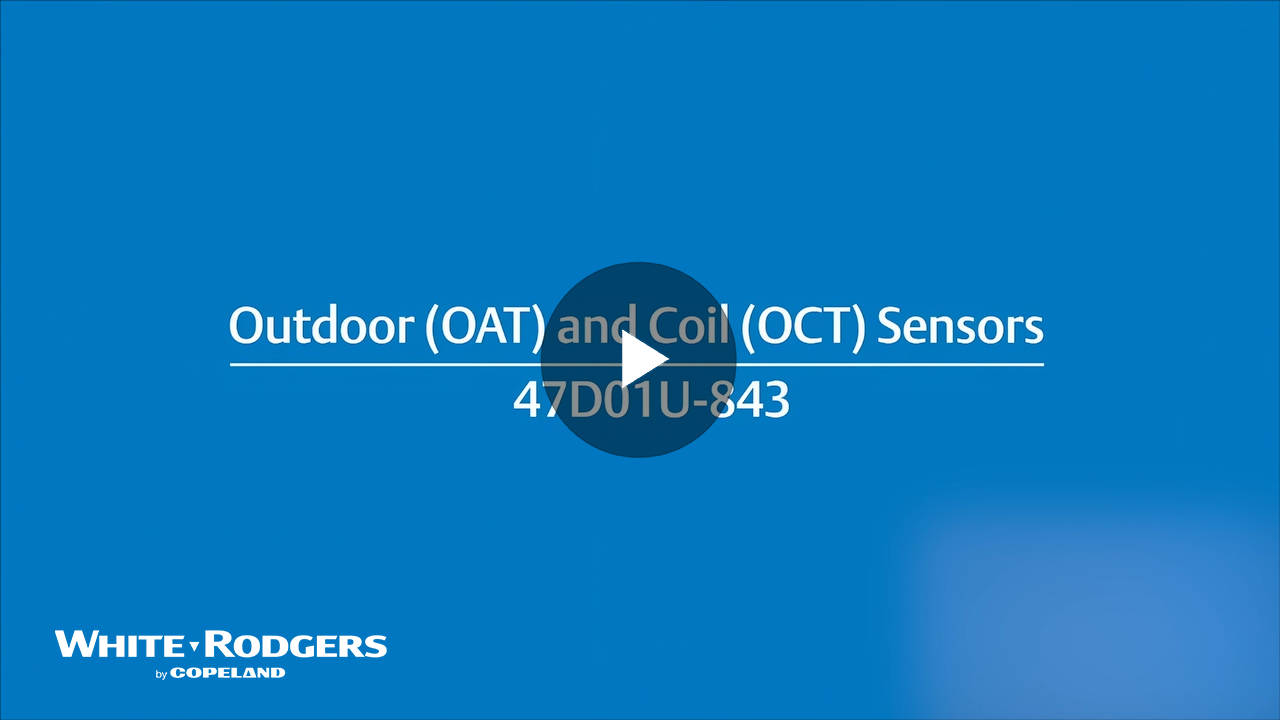 Outdoor (OAT) and Coil (OCT) Sensors
47D01U-843
WHITE RODGERS
by COPELAND